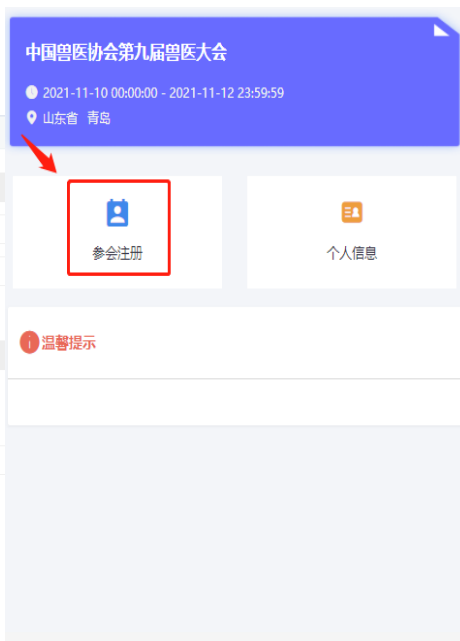 中国兽医协会第九届兽医大会
2021-11-10 00:00:00 - 2021-11-12 23:59:59
山东省 青岛
参会注册
个人信息
温馨提示